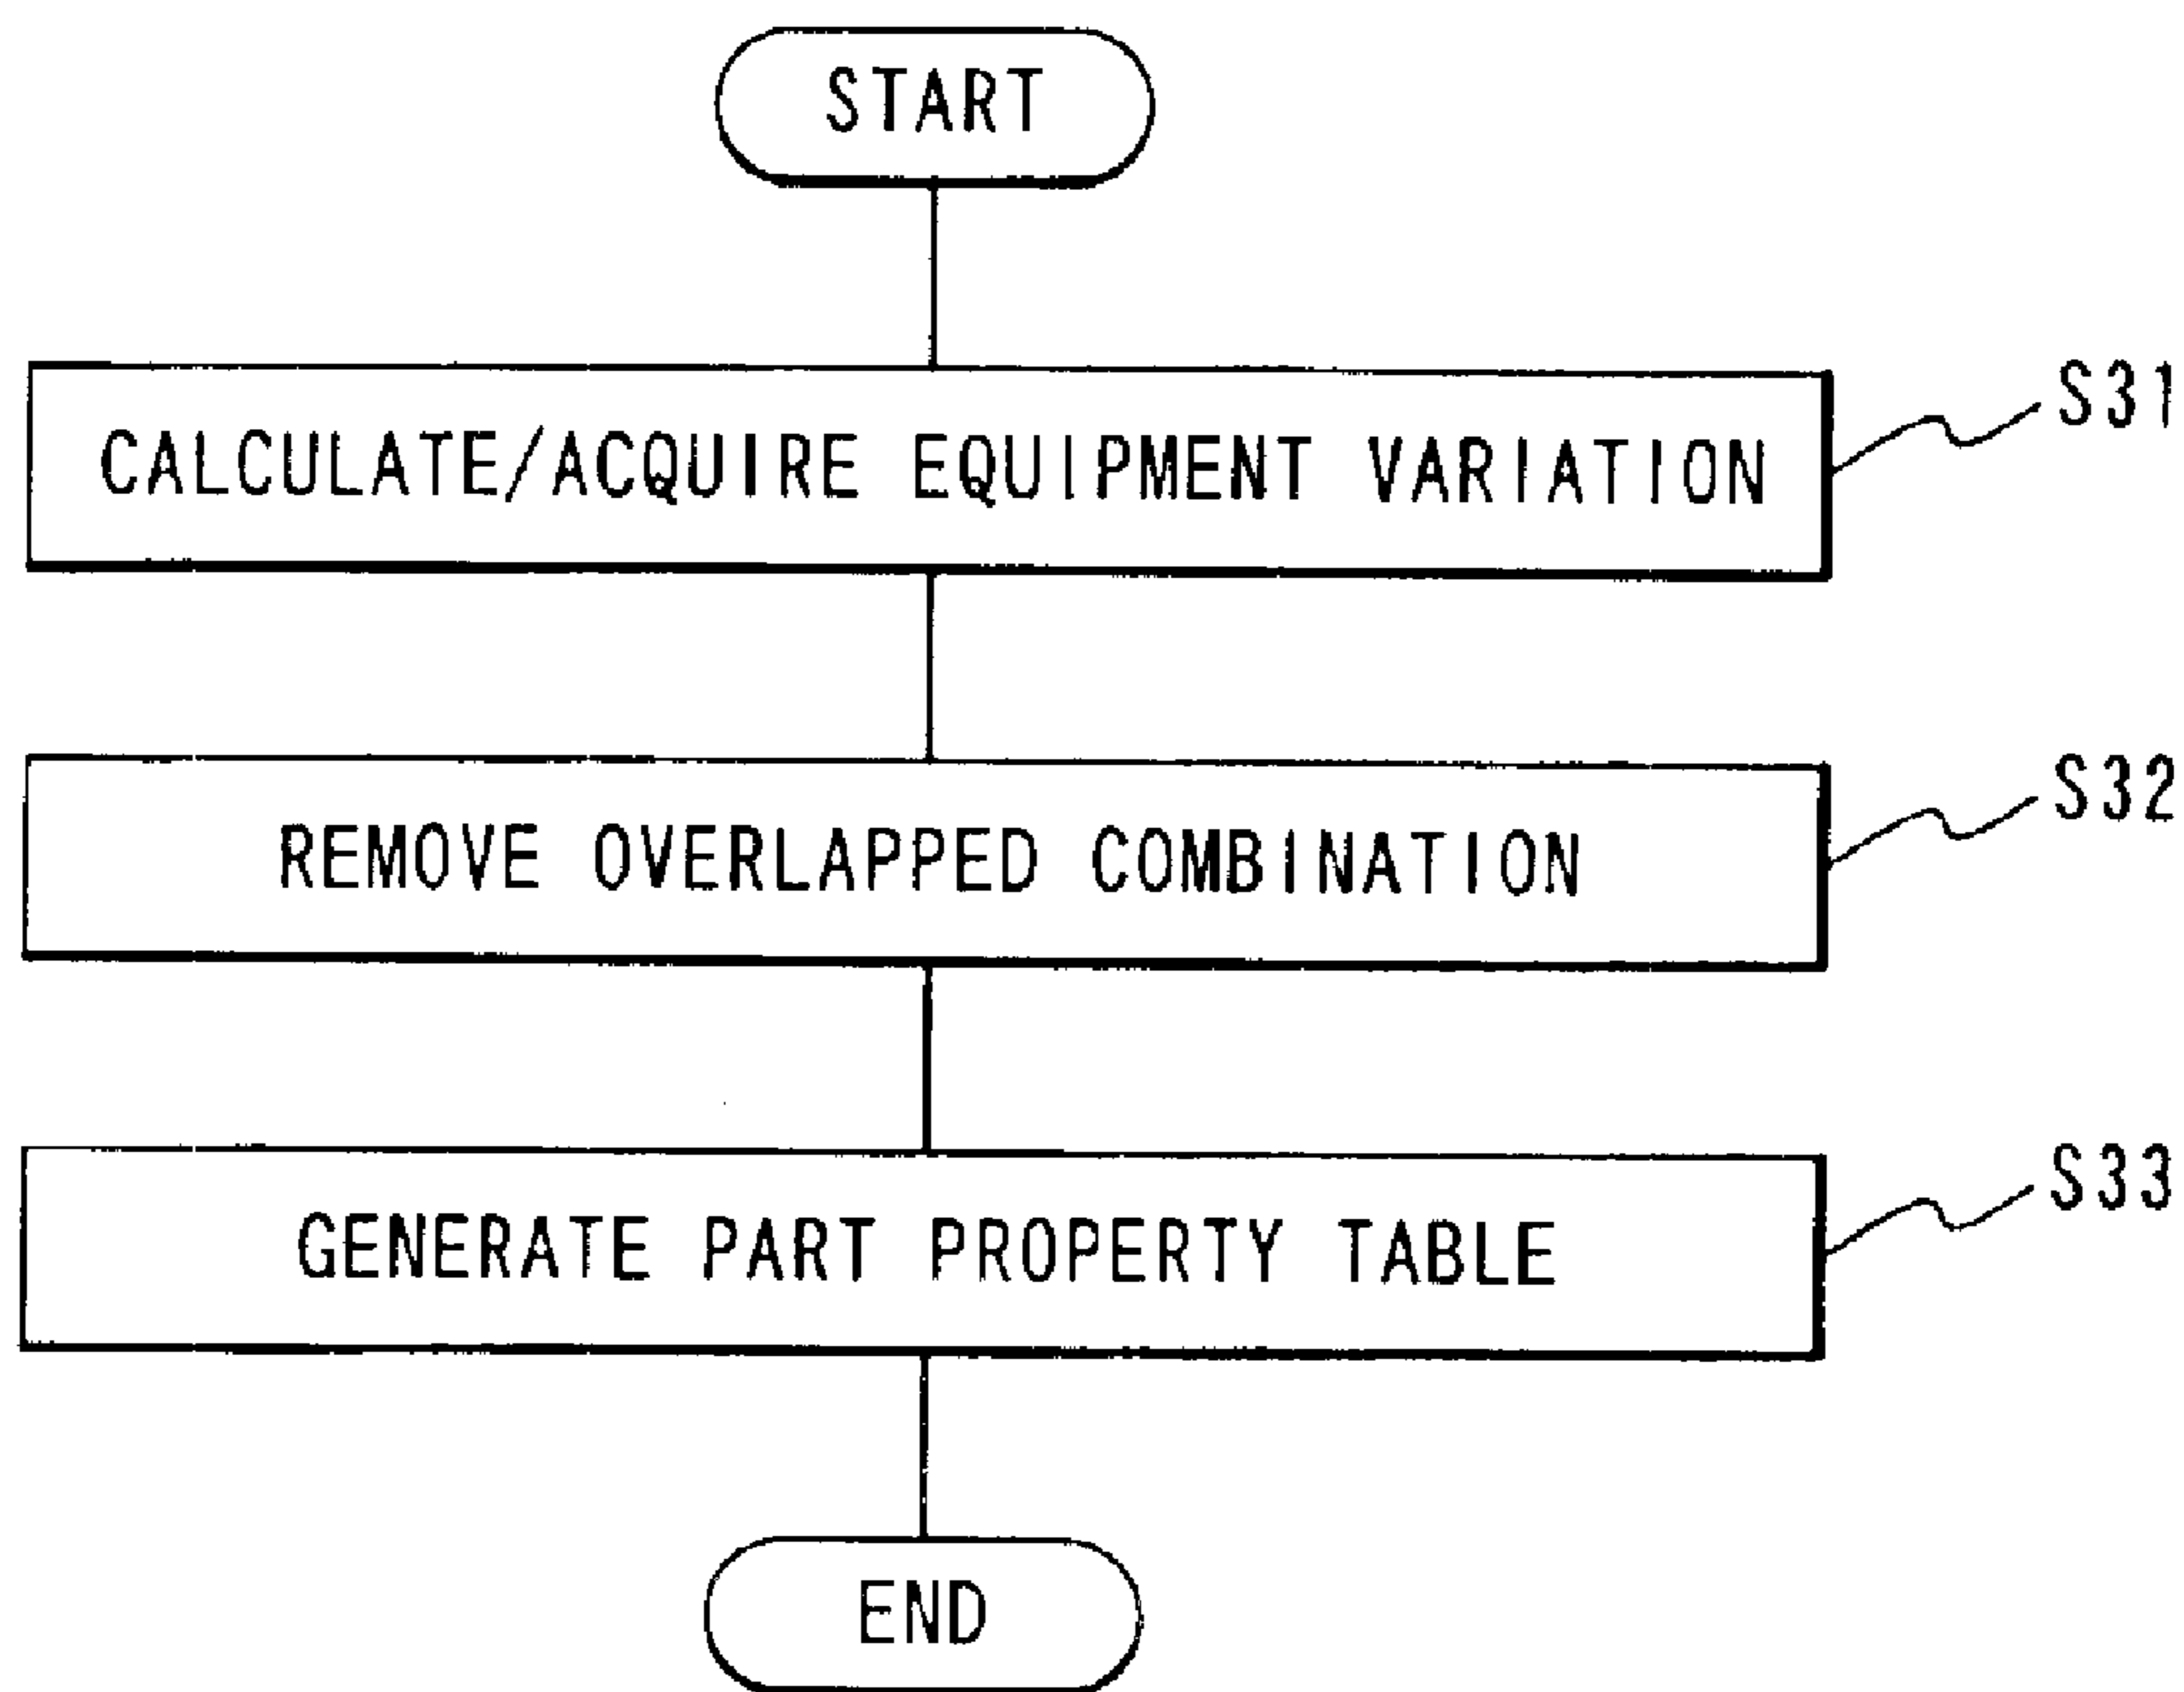 START
CALCULATE/ACQUIRE EQUIPMENT VARIATION
S31
REMOVE OVERLAPPED COMBINATION
S32
GENERATE PART PROPERTY TABLE
S33
END